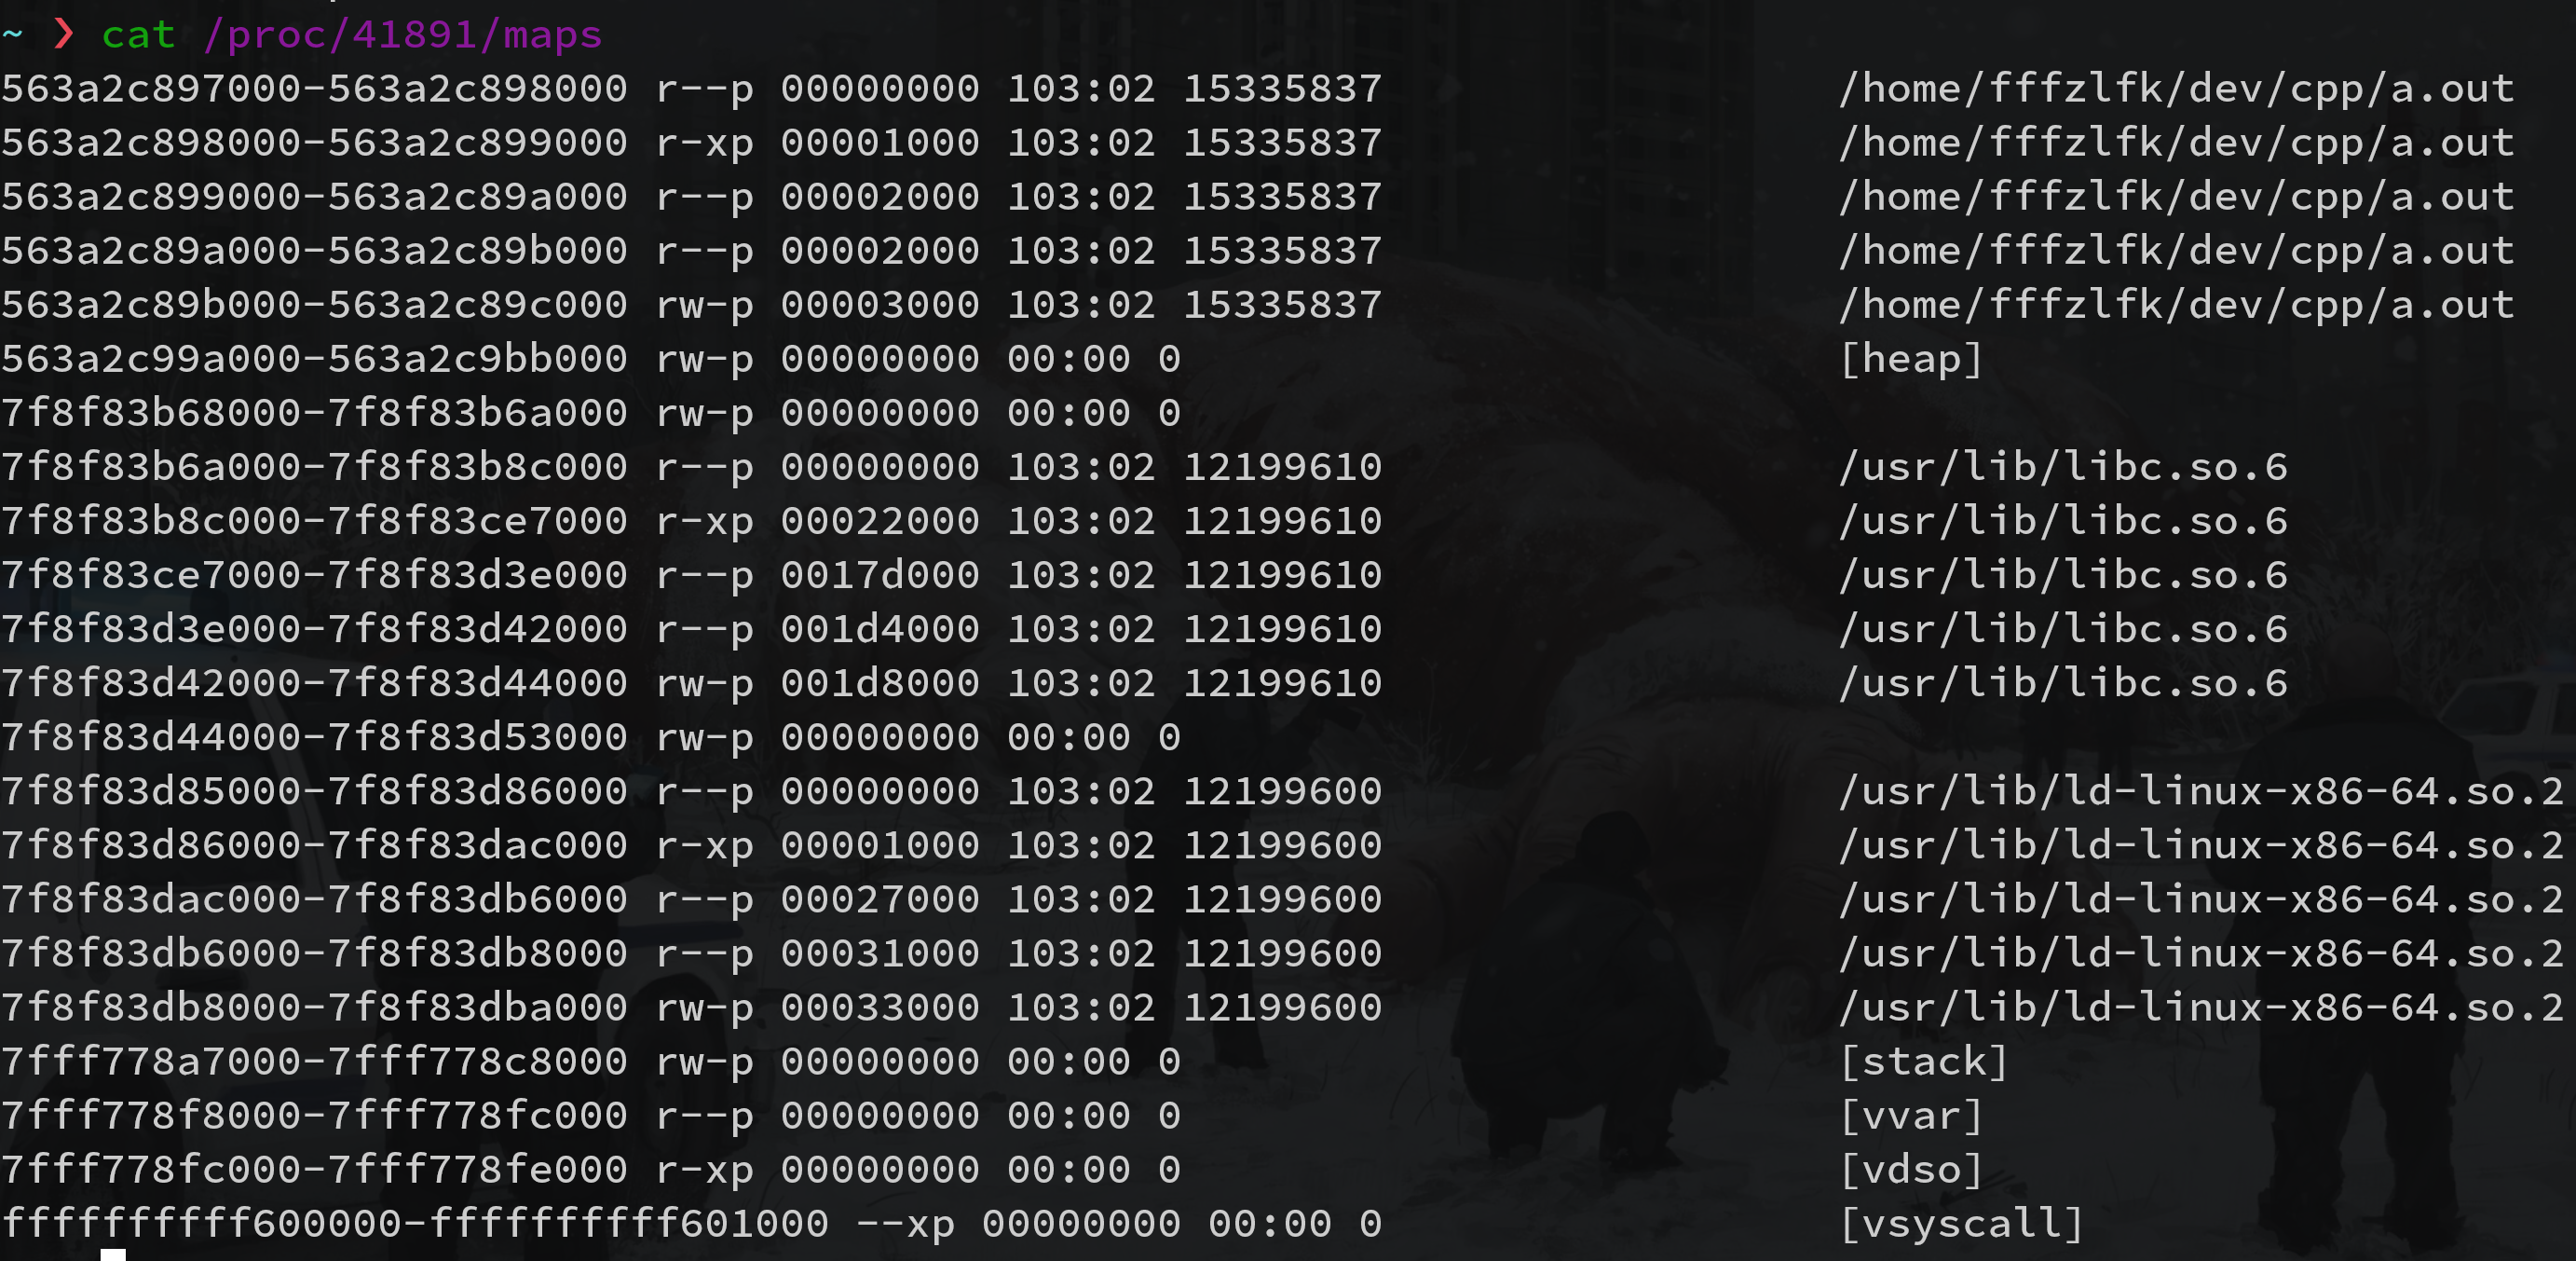 ~ ❯ cat /proc/41891/maps
563a2c897000-563a2c898000 r--p 00000000 103:02 15335837 /home/fffzlfk/dev/cpp/a.out
563a2c898000-563a2c899000 r-xp 00001000 103:02 15335837 /home/fffzlfk/dev/cpp/a.out
563a2c899000-563a2c89a000 r--p 00002000 103:02 15335837 /home/fffzlfk/dev/cpp/a.out
563a2c89a000-563a2c89b000 r--p 00002000 103:02 15335837 /home/fffzlfk/dev/cpp/a.out
563a2c89b000-563a2c89c000 rw-p 00003000 103:02 15335837 /home/fffzlfk/dev/cpp/a.out
563a2c99a000-563a2c9bb000 rw-p 00000000 00:00 0 [heap]
7f8f83b68000-7f8f83b6a000 rw-p 00000000 00:00 0
7f8f83b6a000-7f8f83b8c000 r--p 00000000 103:02 12199610 /usr/lib/libc.so.6
7f8f83b8c000-7f8f83ce7000 r-xp 00022000 103:02 12199610 /usr/lib/libc.so.6
7f8f83ce7000-7f8f83d3e000 r--p 0017d000 103:02 12199610 /usr/lib/libc.so.6
7f8f83d3e000-7f8f83d42000 r--p 001d4000 103:02 12199610 /usr/lib/libc.so.6
7f8f83d42000-7f8f83d44000 rw-p 001d8000 103:02 12199610 /usr/lib/libc.so.6
7f8f83d44000-7f8f83d53000 rw-p 00000000 00:00 0
7f8f83d85000-7f8f83d86000 r--p 00000000 103:02 12199600 /usr/lib/ld-linux-x86-64.so.2
7f8f83d86000-7f8f83dac000 r-xp 00001000 103:02 12199600 /usr/lib/ld-linux-x86-64.so.2
7f8f83dac000-7f8f83db6000 r--p 00027000 103:02 12199600 /usr/lib/ld-linux-x86-64.so.2
7f8f83db6000-7f8f83db8000 r--p 00031000 103:02 12199600 /usr/lib/ld-linux-x86-64.so.2
7f8f83db8000-7f8f83dba000 rw-p 00033000 103:02 12199600 /usr/lib/ld-linux-x86-64.so.2
7fff778a7000-7fff778c8000 rw-p 00000000 00:00 0 [stack]
7fff778f8000-7fff778fc000 r--p 00000000 00:00 0 [vvar]
7fff778fc000-7fff778fe000 r-xp 00000000 00:00 0 [vdso]
ffffffffff600000-ffffffffff601000 --xp 00000000 00:00 0 [vsyscall]